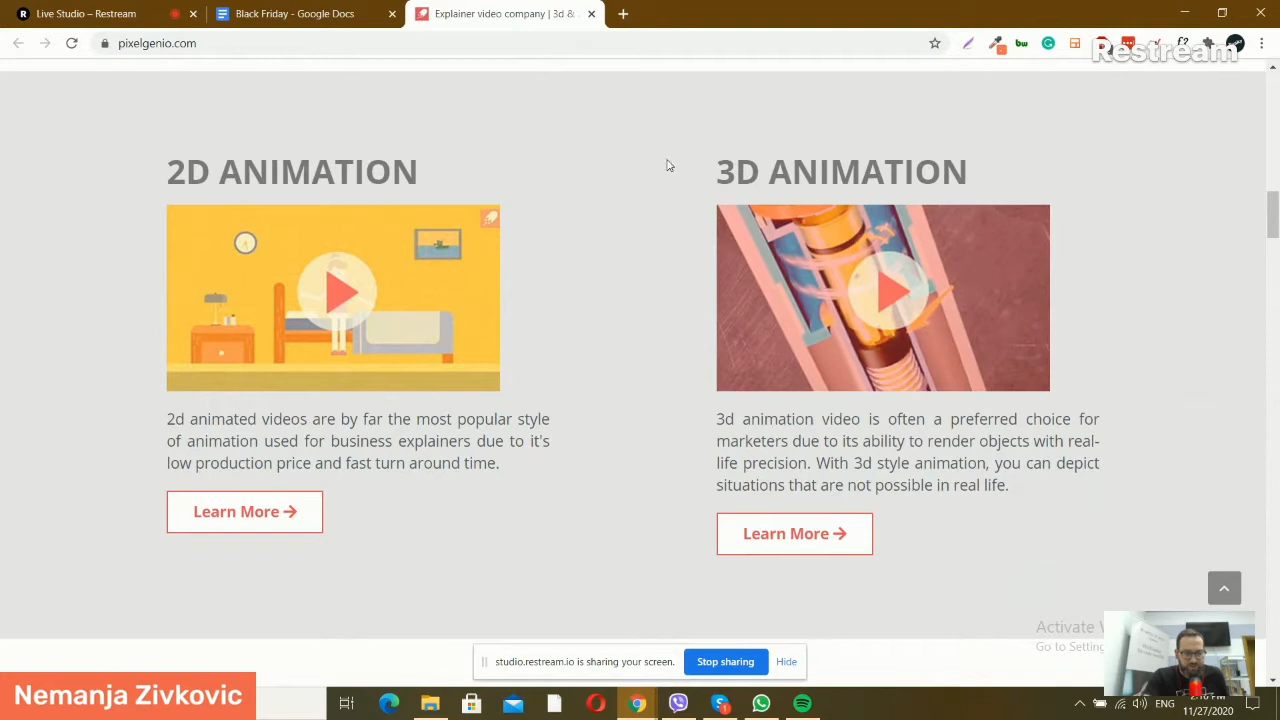 Live Studio – Restream
Black Friday - Google Docs
Explainer video company | 3d &
pixelgenio.com
bw
f?
Restream
2D ANIMATION
3D ANIMATION
2d animated videos are by far the most popular style
of animation used for business explainers due to it's
low production price and fast turn around time.
Learn More
3d animation video is often a preferred choice for
marketers due to its ability to render objects with real-
life precision. With 3d style animation, you can depict
situations that are not possible in real life.
Learn More
Activate
Go to Setting
studio.restream.io is sharing your screen.
Stop sharing
Hide
Nemanja Zivkovic
ENG
11/27/2020